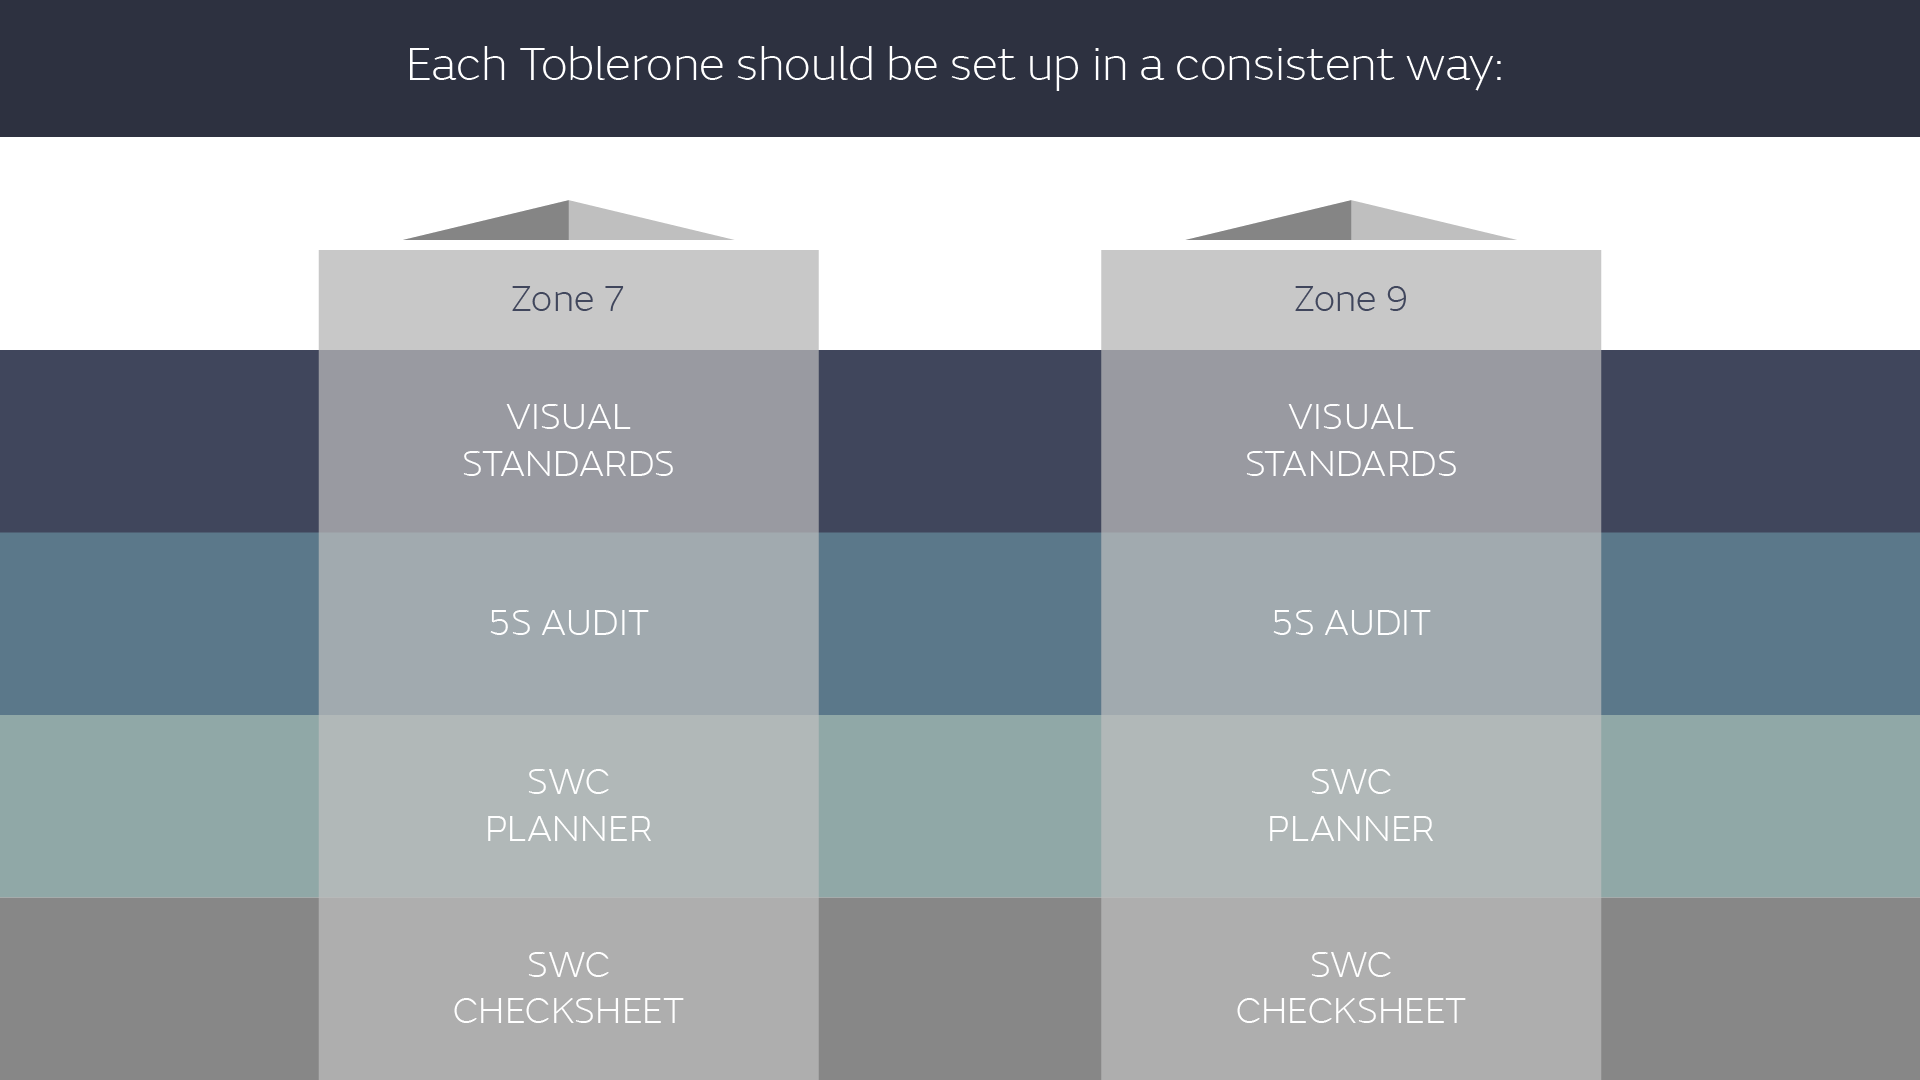 Each Toblerone should be set up in a consistent way:
Zone 7
VISUAL
STANDARDS
5S AUDIT
SWC
PLANNER
SWC
CHECKSHEET
Zone 9
VISUAL
STANDARDS
5S AUDIT
SWC
PLANNER
SWC
CHECKSHEET